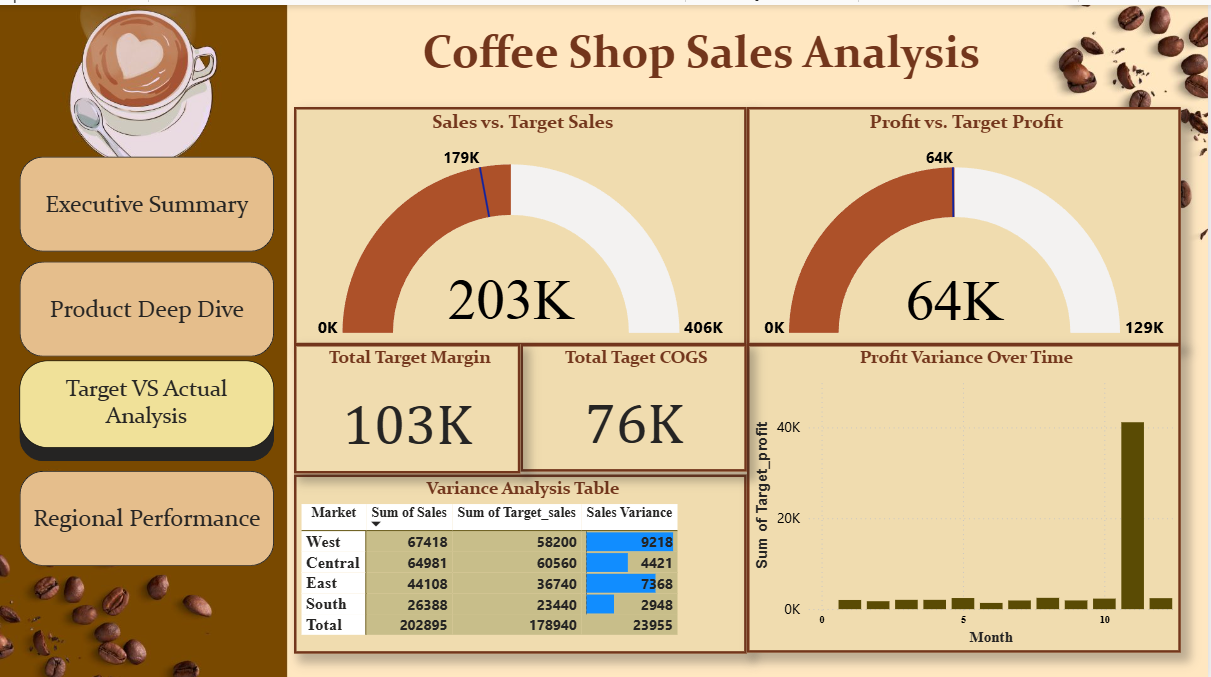 Coffee Shop Sales Analysis
Executive Summary
Product Deep Dive
Target VS Actual
Analysis
Regional Performance
Sales vs. Target Sales
179K
203K
0K
406K
Profit vs. Target Profit
64K
64K
0K
129K
Total Target Margin
103K
Total Taget COGS
76K
Variance Analysis Table
Market Sum of Sales Sum of Target_sales Sales Variance
West 67418 58200 9218
Central 64981 60560 4421
East 44108 36740 7368
South 26388 23440 2948
Total 202895 178940 23955
Profit Variance Over Time
Sum of Target_profit
40K
20K
0K
0 5 10
Month